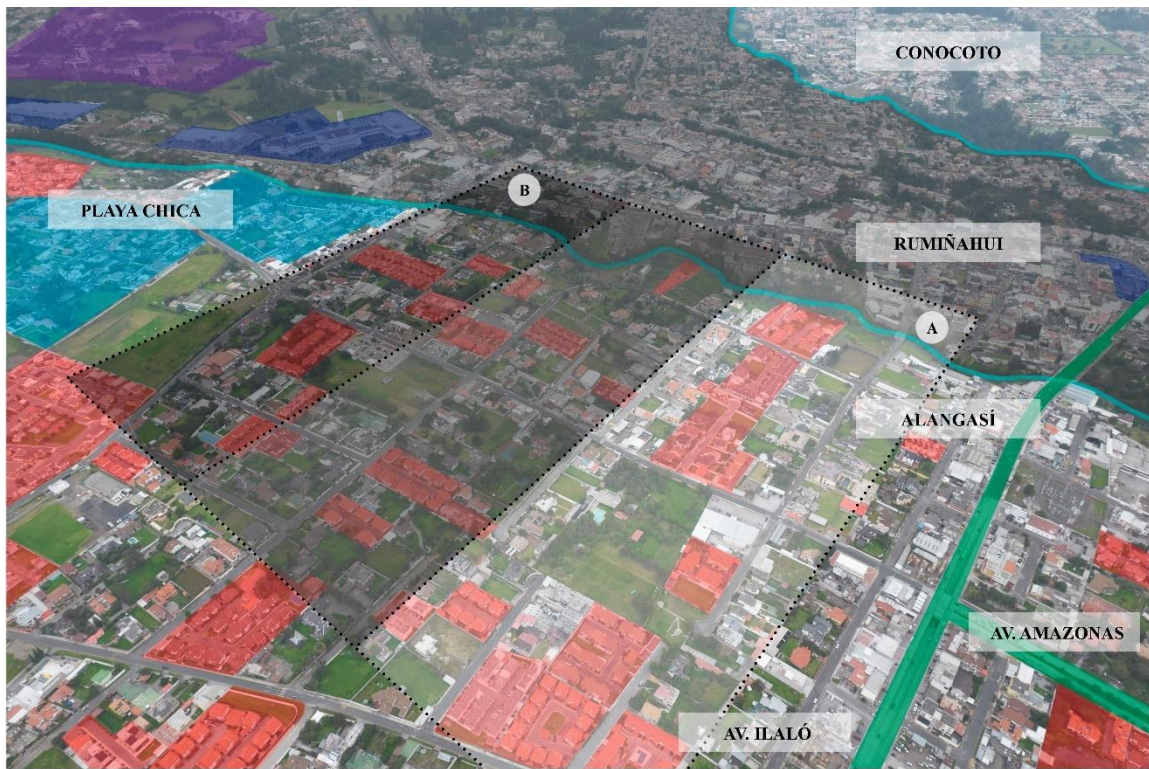 CONOCOTO
B
PLAYA CHICA
RUMIÑAHUI
A
ALANGASÍ
AV. AMAZONAS
AV. ILALÓ